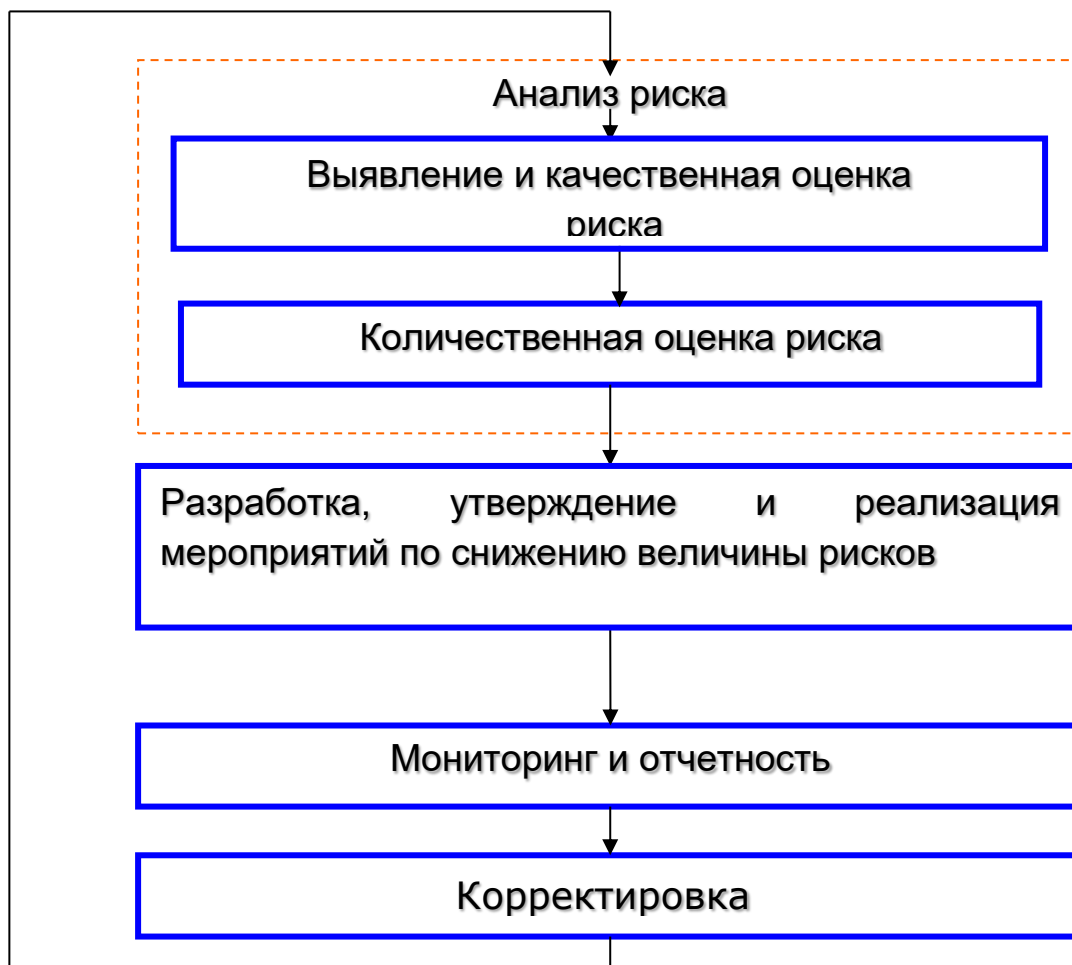 Анализ риска
Выявление и качественная оценка
риска
Количественная оценка риска
Разработка, утверждение и реализация
мероприятий по снижению величины рисков
Мониторинг и отчетность
Корректировка